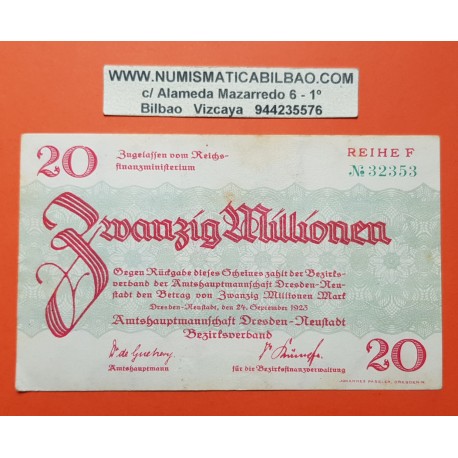 WWW.NUMISMATICABILBAO.COM
c/ Alameda Mazarredo 6 - 1º
Bilbao Vizcaya 944235576
20
Zugelassen vom Reichs-
finanzministerium
REIHE F
№ 32353
Zwanzig Millionen
Gegen Rückgabe dieses Scheines zahlt der Bezirks-
verband der Amtshauptmannschaft Dresden-Neu-
stadt den Betrag von Zwanzig Millionen Mark
Dresden-Neustadt, den 24. September 1923
Amtshauptmannschaft Dresden-Neustadt
Bezirksverband
Amtshauptmann
für die Bezirksfinanzverwaltung
20